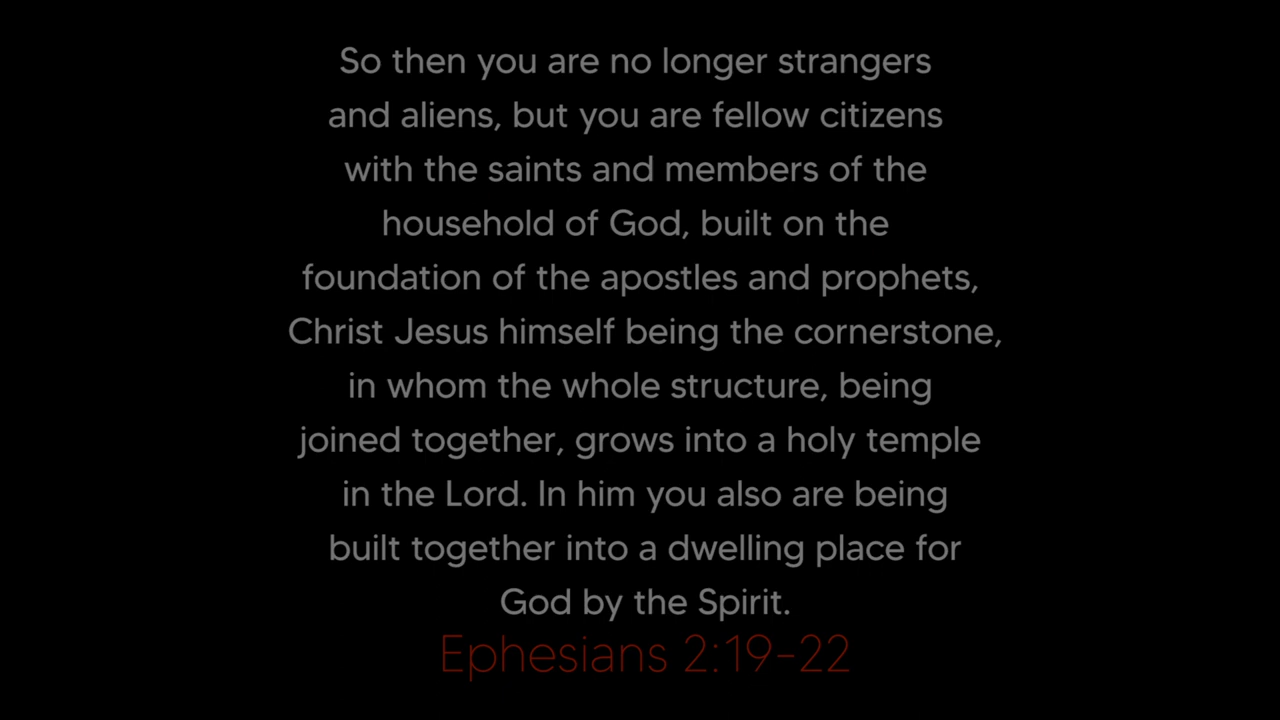 So then you are no longer strangers
and aliens, but you are fellow citizens
with the saints and members of the
household of God, built on the
foundation of the apostles and prophets,
Christ Jesus himself being the cornerstone,
in whom the whole structure, being
joined together, grows into a holy temple
in the Lord. In him you also are being
built together into a dwelling place for
God by the Spirit.
Ephesians 2:19-22